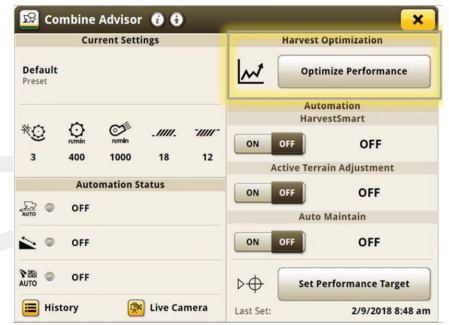 Combine Advisor
Current Settings
Default
Preset
n/min
n/min
3
400
1000
18
12
Automation Status
AUTO
OFF
OFF
AUTO
OFF
History
Live Camera
Harvest Optimization
Optimize Performance
Automation
HarvestSmart
ON OFF OFF
Active Terrain Adjustment
ON OFF OFF
Auto Maintain
ON OFF OFF
Set Performance Target
Last Set: 2/9/2018 8:48 am